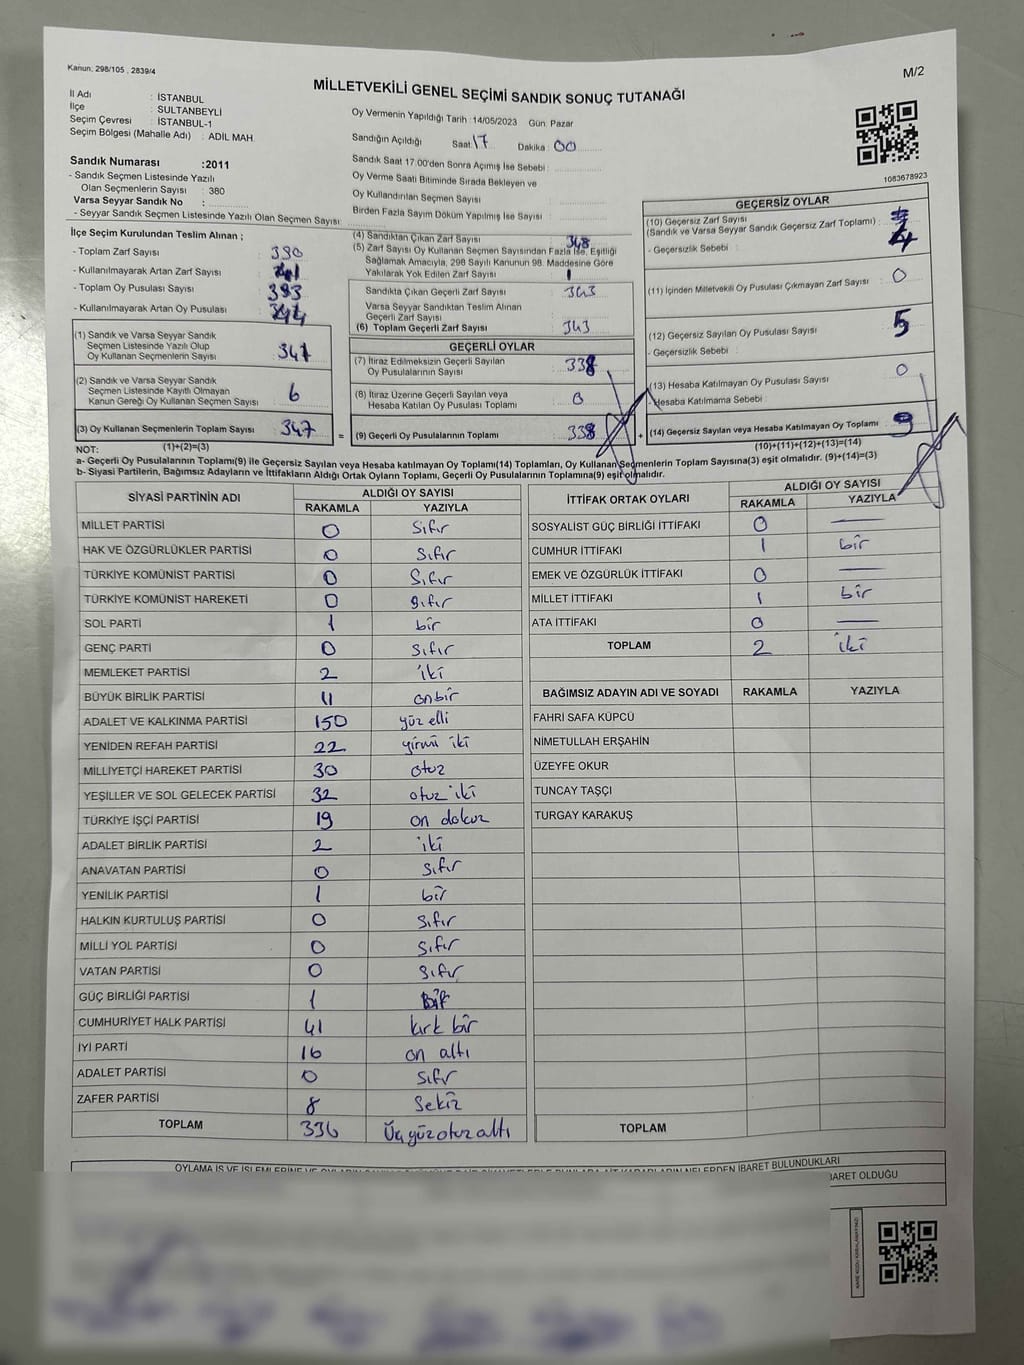 Kanun, 298/105 , 2839/4
M/2
MİLLETVEKİLİ GENEL SEÇİMİ SANDIK SONUÇ TUTANAĞI
İl Adı : İSTANBUL
İlçe : SULTANBEYLİ
Seçim Çevresi : İSTANBUL-1
Seçim Bölgesi (Mahalle Adı) : ADİL MAH.
Sandık Numarası :2011
- Sandık Seçmen Listesinde Yazılı
Olan Seçmenlerin Sayısı : 380
Varsa Seyyar Sandık No :
- Seyyar Sandık Seçmen Listesinde Yazılı Olan Seçmen Sayısı:
Oy Vermenin Yapıldığı Tarih :14/05/2023 Gün: Pazar
Sandığın Açıldığı Saat:17 Dakika : 00
Sandık Saat 17:00'den Sonra Açımış İse Sebebi :
Oy Verme Saati Bitiminde Sırada Bekleyen ve
Oy Kullandırılan Seçmen Sayısı :
Birden Fazla Sayım Döküm Yapılmış İse Sayısı :
1083678923
İlçe Seçim Kurulundan Teslim Alınan ;
- Toplam Zarf Sayısı : 390
- Kullanılmayarak Artan Zarf Sayısı :
- Toplam Oy Pusulası Sayısı : 393
- Kullanılmayarak Artan Oy Pusulası :
(1) Sandık ve Varsa Seyyar Sandık
Seçmen Listesinde Yazılı Olup
Oy Kullanan Seçmenlerin Sayısı : 341
(2) Sandık ve Varsa Seyyar Sandık
Seçmen Listesinde Kayıtlı Olmayan
Kanun Gereği Oy Kullanan Seçmen Sayısı : 6
(3) Oy Kullanan Seçmenlerin Toplam Sayısı : 347
(4) Sandıktan Çıkan Zarf Sayısı : 348
(5) Zarf Sayısı Oy Kullanan Seçmen Sayısından Fazla İse, Eşitliği
Sağlamak Amacıyla, 298 Sayılı Kanunun 98. Maddesine Göre
Yakılarak Yok Edilen Zarf Sayısı : 1
Sandıkta Çıkan Geçerli Zarf Sayısı : 343
Varsa Seyyar Sandıktan Teslim Alınan
Geçerli Zarf Sayısı :
(6) Toplam Geçerli Zarf Sayısı : 343
GEÇERLİ OYLAR
(7) İtiraz Edilmeksizin Geçerli Sayılan
Oy Pusulalarının Sayısı : 338
(8) İtiraz Üzerine Geçerli Sayılan veya
Hesaba Katılan Oy Pusulası Toplamı : 0
= (9) Geçerli Oy Pusulalarının Toplamı : 338
GEÇERSİZ OYLAR
(10) Geçersiz Zarf Sayısı
(Sandık ve Varsa Seyyar Sandık Geçersiz Zarf Toplamı) : 4
- Geçersizlik Sebebi :
(11) İçinden Milletvekili Oy Pusulası Çıkmayan Zarf Sayısı : 0
(12) Geçersiz Sayılan Oy Pusulası Sayısı : 5
- Geçersizlik Sebebi :
(13) Hesaba Katılmayan Oy Pusulası Sayısı : 0
- Hesaba Katılmama Sebebi :
+ (14) Geçersiz Sayılan veya Hesaba Katılmayan Oy Toplamı : 9
NOT: (1)+(2)=(3)
(10)+(11)+(12)+(13)=(14)
a- Geçerli Oy Pusulalarının Toplamı(9) ile Geçersiz Sayılan veya Hesaba katılmayan Oy Toplamı(14) Toplamları, Oy Kullanan Seçmenlerin Toplam Sayısına(3) eşit olmalıdır. (9)+(14)=(3)
b- Siyasi Partilerin, Bağımsız Adayların ve İttifakların Aldığı Ortak Oyların Toplamı, Geçerli Oy Pusulalarının Toplamına(9) eşit olmalıdır.
SİYASİ PARTİNİN ADI ALDIĞI OY SAYISI
RAKAMLA YAZIYLA
MİLLET PARTİSİ 0 Sıfır
HAK VE ÖZGÜRLÜKLER PARTİSİ 0 Sıfır
TÜRKİYE KOMÜNİST PARTİSİ 0 Sıfır
TÜRKİYE KOMÜNİST HAREKETİ 0 sıfır
SOL PARTİ 1 bir
GENÇ PARTİ 0 sıfır
MEMLEKET PARTİSİ 2 iki
BÜYÜK BİRLİK PARTİSİ 11 onbir
ADALET VE KALKINMA PARTİSİ 150 yüz elli
YENİDEN REFAH PARTİSİ 22 yirmi iki
MİLLİYETÇİ HAREKET PARTİSİ 30 otuz
YEŞİLLER VE SOL GELECEK PARTİSİ 32 otuz iki
TÜRKİYE İŞÇİ PARTİSİ 19 on dokuz
ADALET BİRLİK PARTİSİ 2 iki
ANAVATAN PARTİSİ 0 sıfır
YENİLİK PARTİSİ 1 bir
HALKIN KURTULUŞ PARTİSİ 0 sıfır
MİLLİ YOL PARTİSİ 0 sıfır
VATAN PARTİSİ 0 sıfır
GÜÇ BİRLİĞİ PARTİSİ 1 bir
CUMHURİYET HALK PARTİSİ 41 kırk bir
İYİ PARTİ 16 on altı
ADALET PARTİSİ 0 sıfır
ZAFER PARTİSİ 8 sekiz
TOPLAM 336 Üçyüzotuzaltı
İTTİFAK ORTAK OYLARI ALDIĞI OY SAYISI
RAKAMLA YAZIYLA
SOSYALİST GÜÇ BİRLİĞİ İTTİFAKI 0 —
CUMHUR İTTİFAKI 1 bir
EMEK VE ÖZGÜRLÜK İTTİFAKI 0 —
MİLLET İTTİFAKI 1 bir
ATA İTTİFAKI 0 —
TOPLAM 2 iki
BAĞIMSIZ ADAYIN ADI VE SOYADI RAKAMLA YAZIYLA
FAHRİ SAFA KÜPCÜ
NİMETULLAH ERŞAHİN
ÜZEYFE OKUR
TUNCAY TAŞÇI
TURGAY KARAKUŞ
TOPLAM
OYLAMA İŞ VE İŞLEMLERİNE VE NELERDEN İBARET BULUNDUKLARI
İBARET OLDUĞU